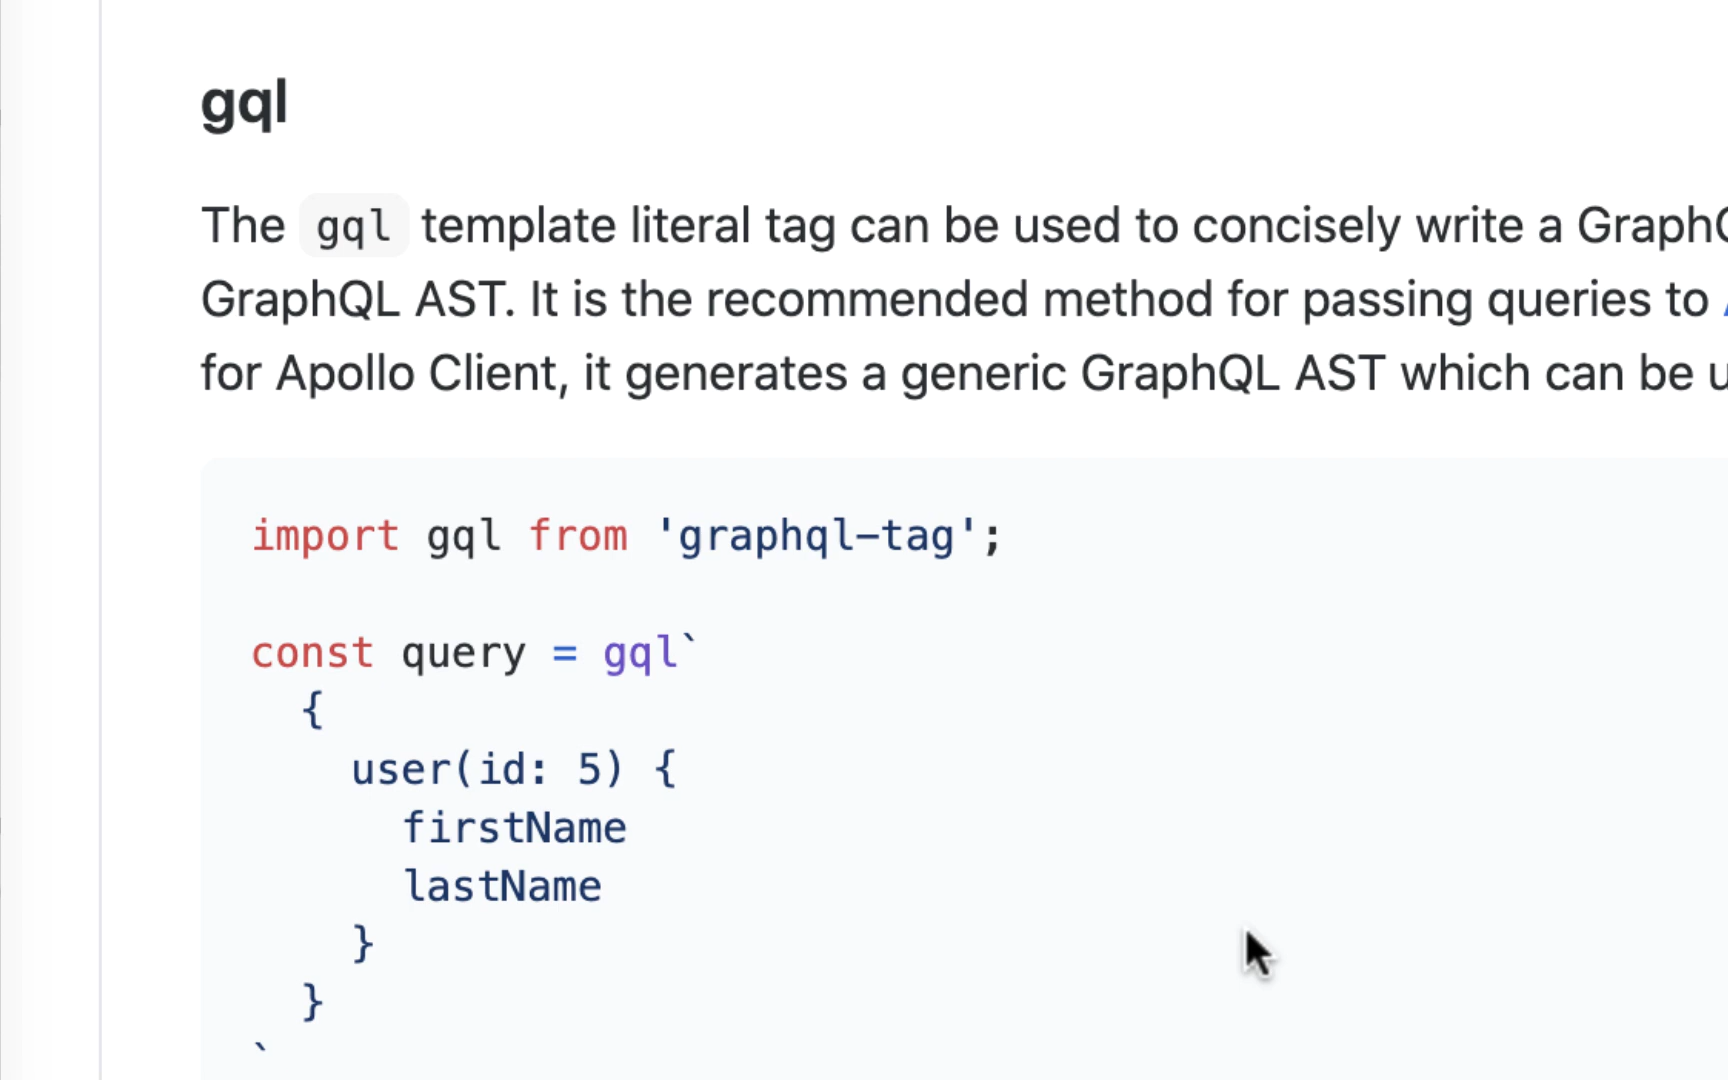 gql
The gql template literal tag can be used to concisely write a Graph
GraphQL AST. It is the recommended method for passing queries to
for Apollo Client, it generates a generic GraphQL AST which can be
import gql from 'graphql-tag';
const query = gql`
  {
    user(id: 5) {
      firstName
      lastName
    }
  }
`